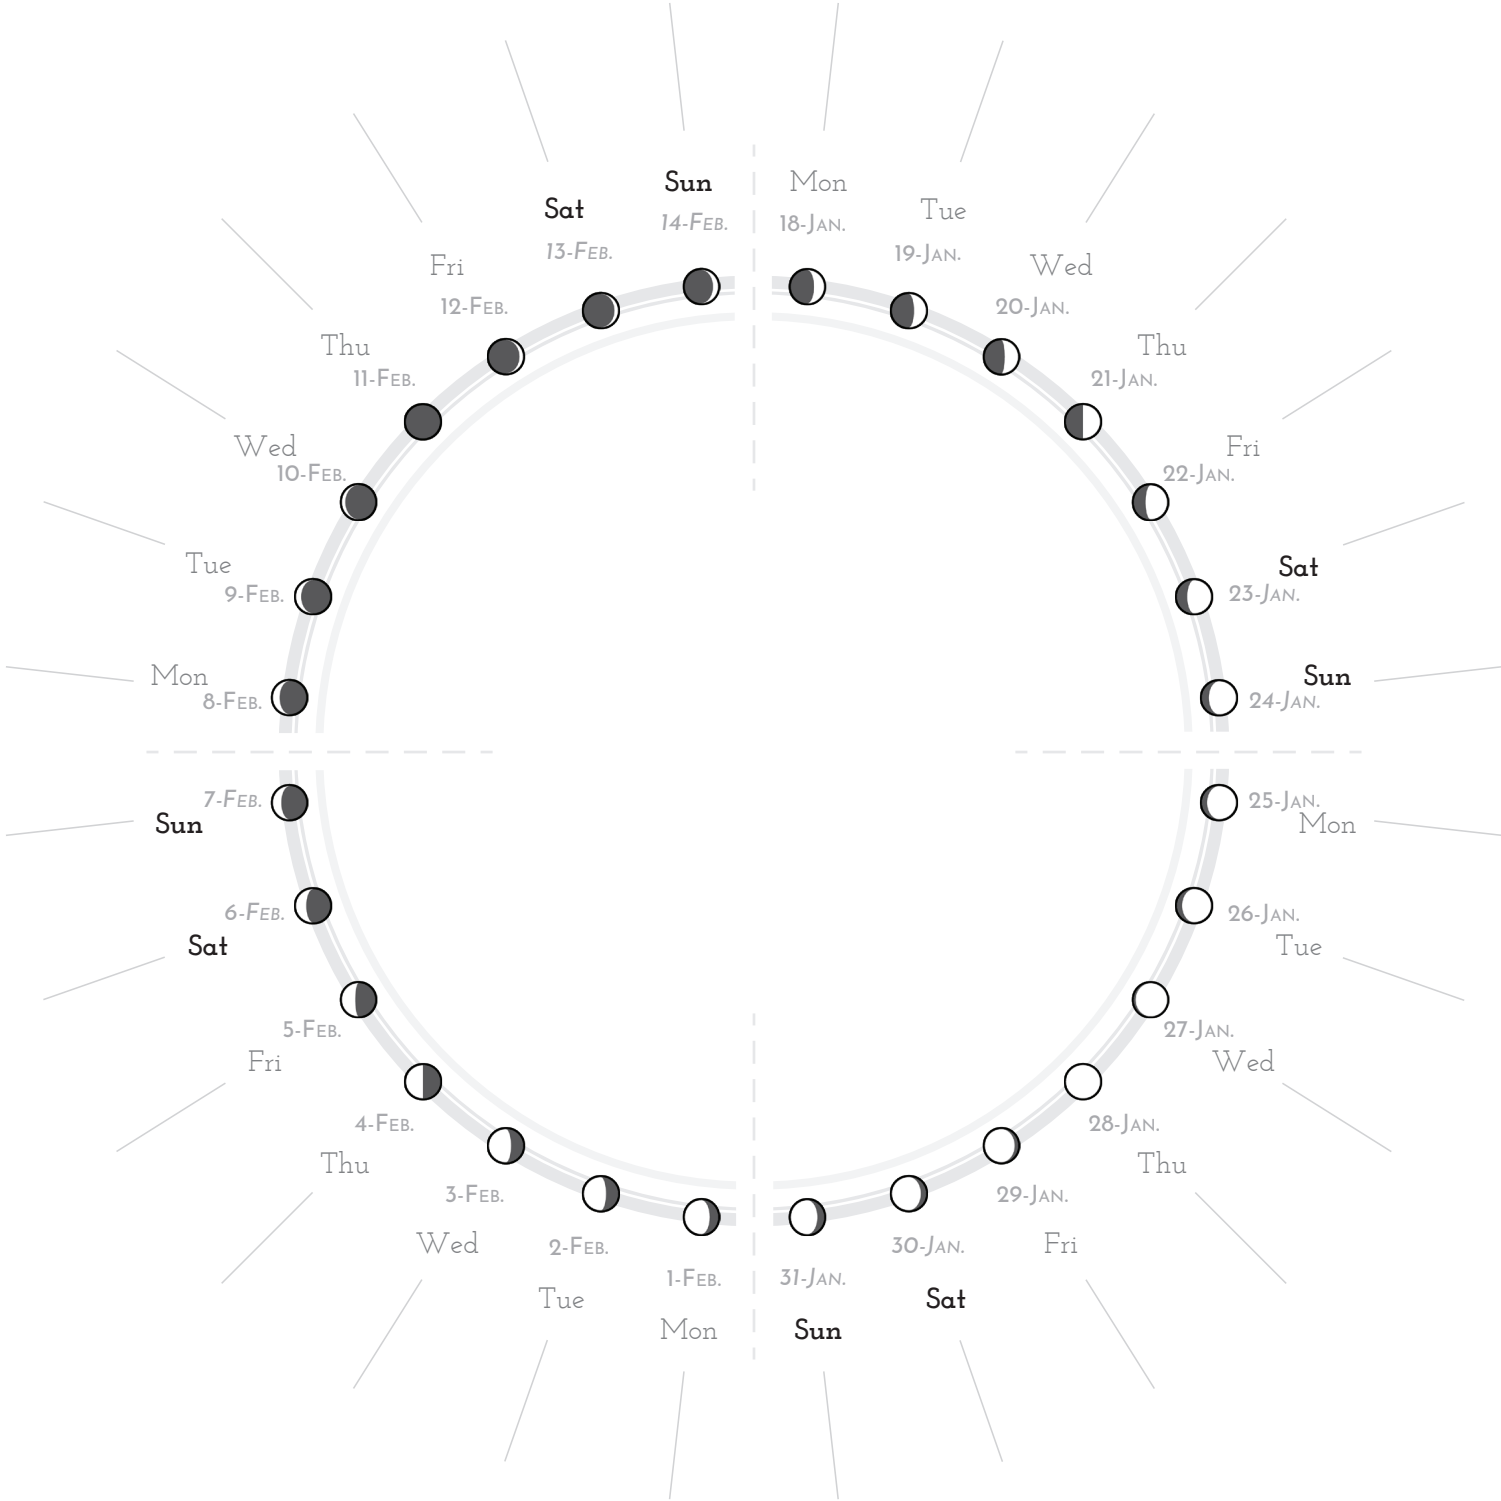 Mon
18-Jan.
Tue
19-Jan.
Wed
20-Jan.
Thu
21-Jan.
Fri
22-Jan.
Sat
23-Jan.
Sun
24-Jan.
25-Jan.
Mon
26-Jan.
Tue
27-Jan.
Wed
28-Jan.
Thu
29-Jan.
Fri
30-Jan.
Sat
31-Jan.
Sun
1-Feb.
Mon
2-Feb.
Tue
3-Feb.
Wed
4-Feb.
Thu
5-Feb.
Fri
6-Feb.
Sat
7-Feb.
Sun
Mon
8-Feb.
Tue
9-Feb.
Wed
10-Feb.
Thu
11-Feb.
Fri
12-Feb.
Sat
13-Feb.
Sun
14-Feb.